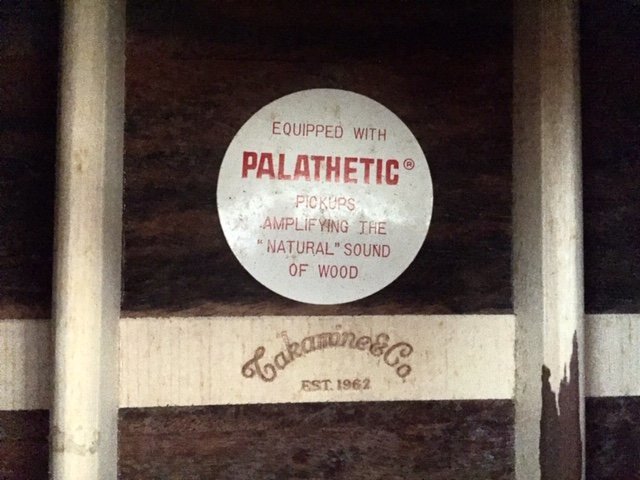 EQUIPPED WITH
PALATHETIC®
PICKUPS
AMPLIFYING THE
"NATURAL" SOUND
OF WOOD
Takamine & Co.
EST. 1962